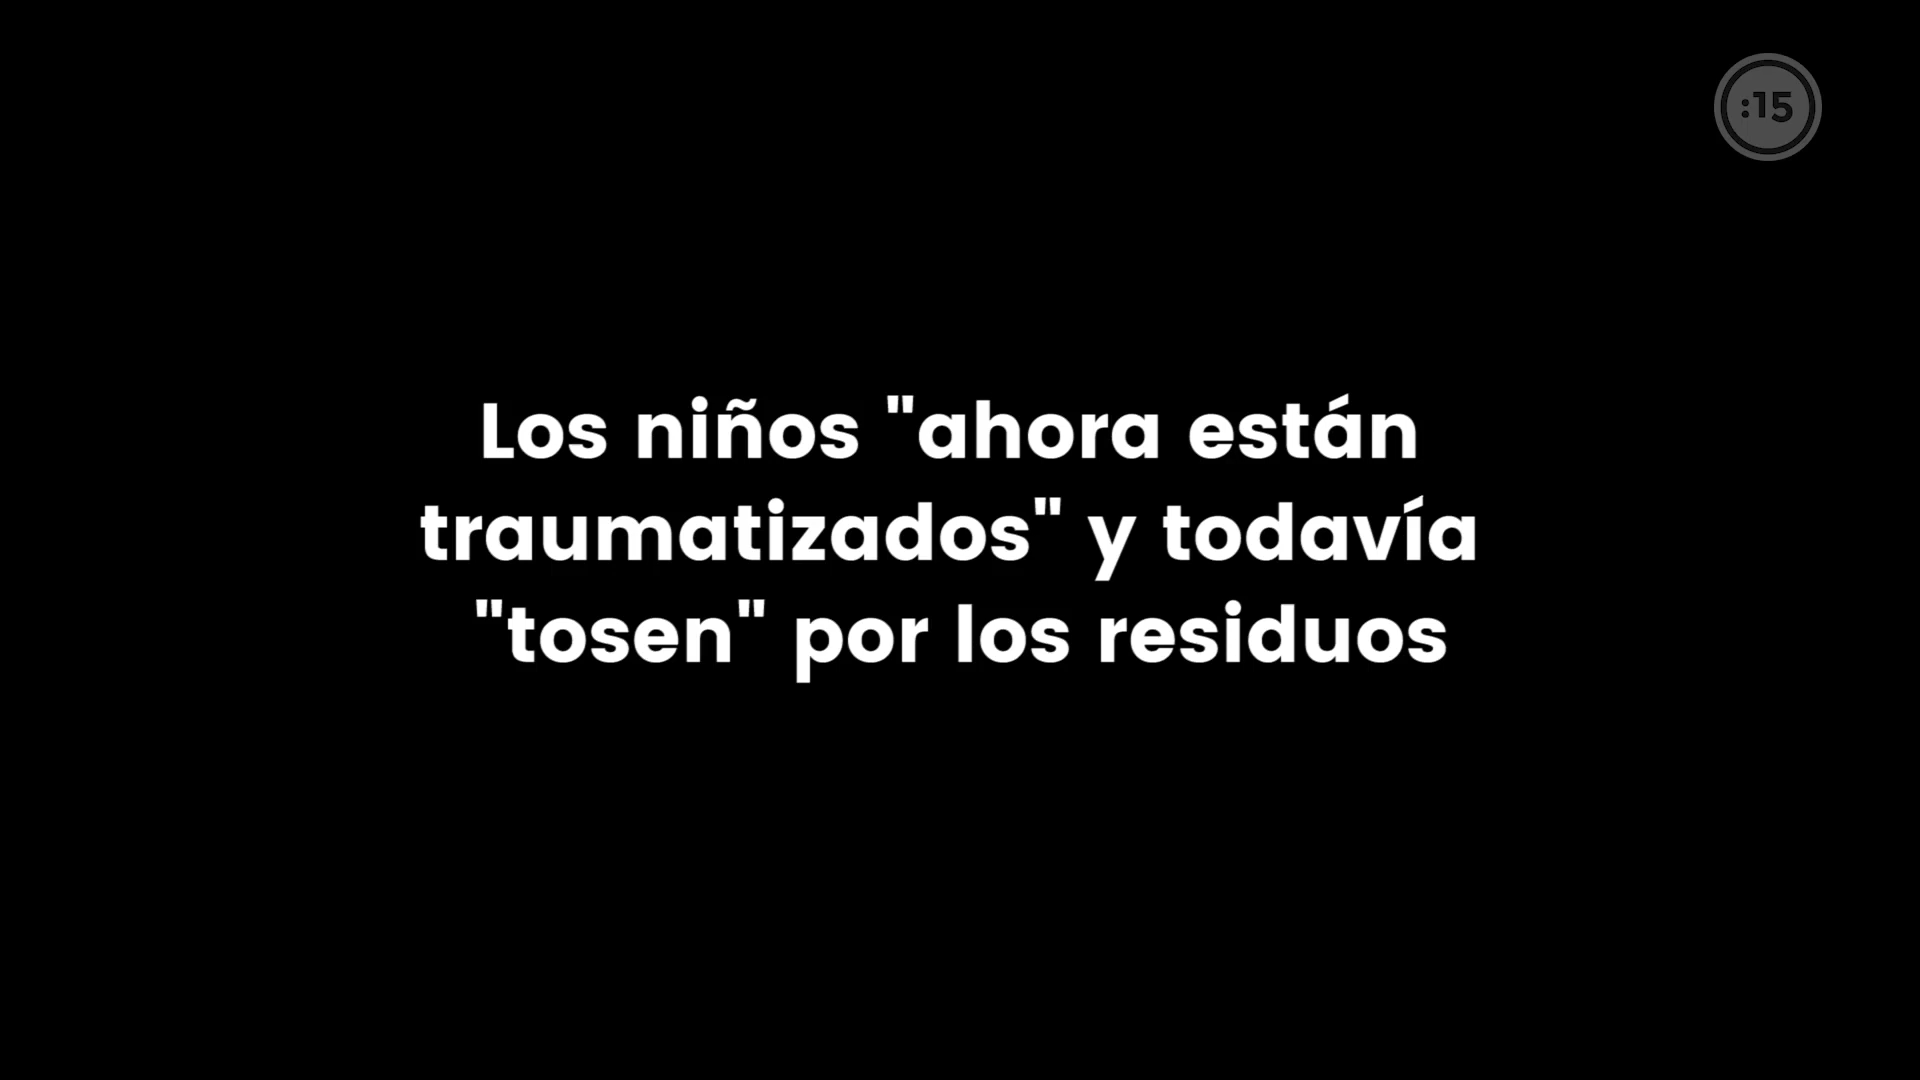 :15
Los niños "ahora están
traumatizados" y todavía
"tosen" por los residuos